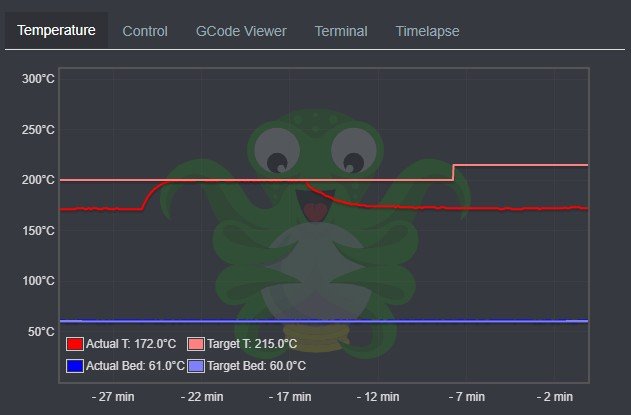 Temperature Control GCode Viewer Terminal Timelapse
300°C
250°C
200°C
150°C
100°C
50°C
Actual T: 172.0°C Target T: 215.0°C
Actual Bed: 61.0°C Target Bed: 60.0°C
- 27 min - 22 min - 17 min - 12 min - 7 min - 2 min